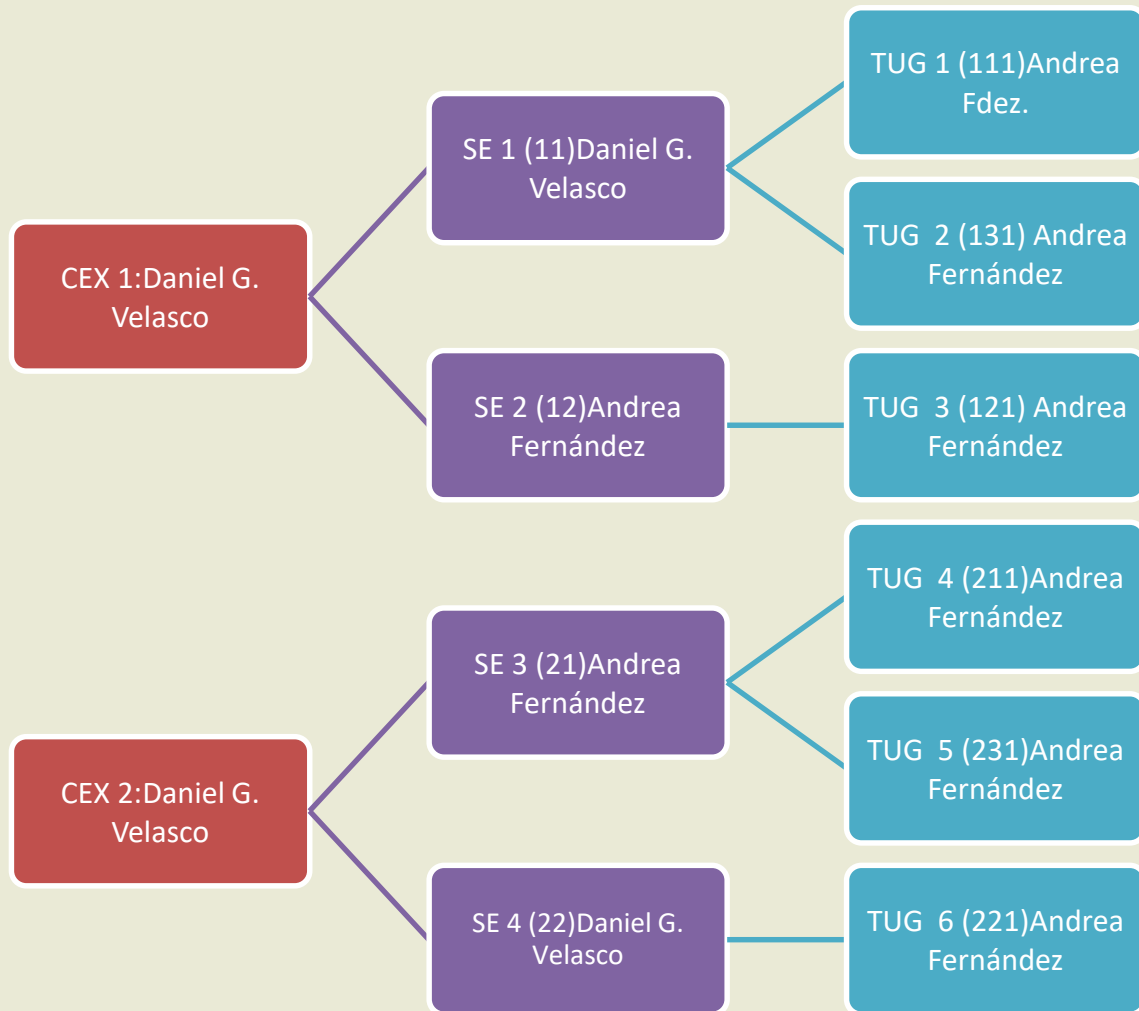 CEX 1:Daniel G.
Velasco
SE 1 (11)Daniel G.
Velasco
TUG 1 (111)Andrea
Fdez.
TUG  2 (131) Andrea
Fernández
SE 2 (12)Andrea
Fernández
TUG  3 (121) Andrea
Fernández
CEX 2:Daniel G.
Velasco
SE 3 (21)Andrea
Fernández
TUG  4 (211)Andrea
Fernández
TUG  5 (231)Andrea
Fernández
SE 4 (22)Daniel G.
Velasco
TUG  6 (221)Andrea
Fernández